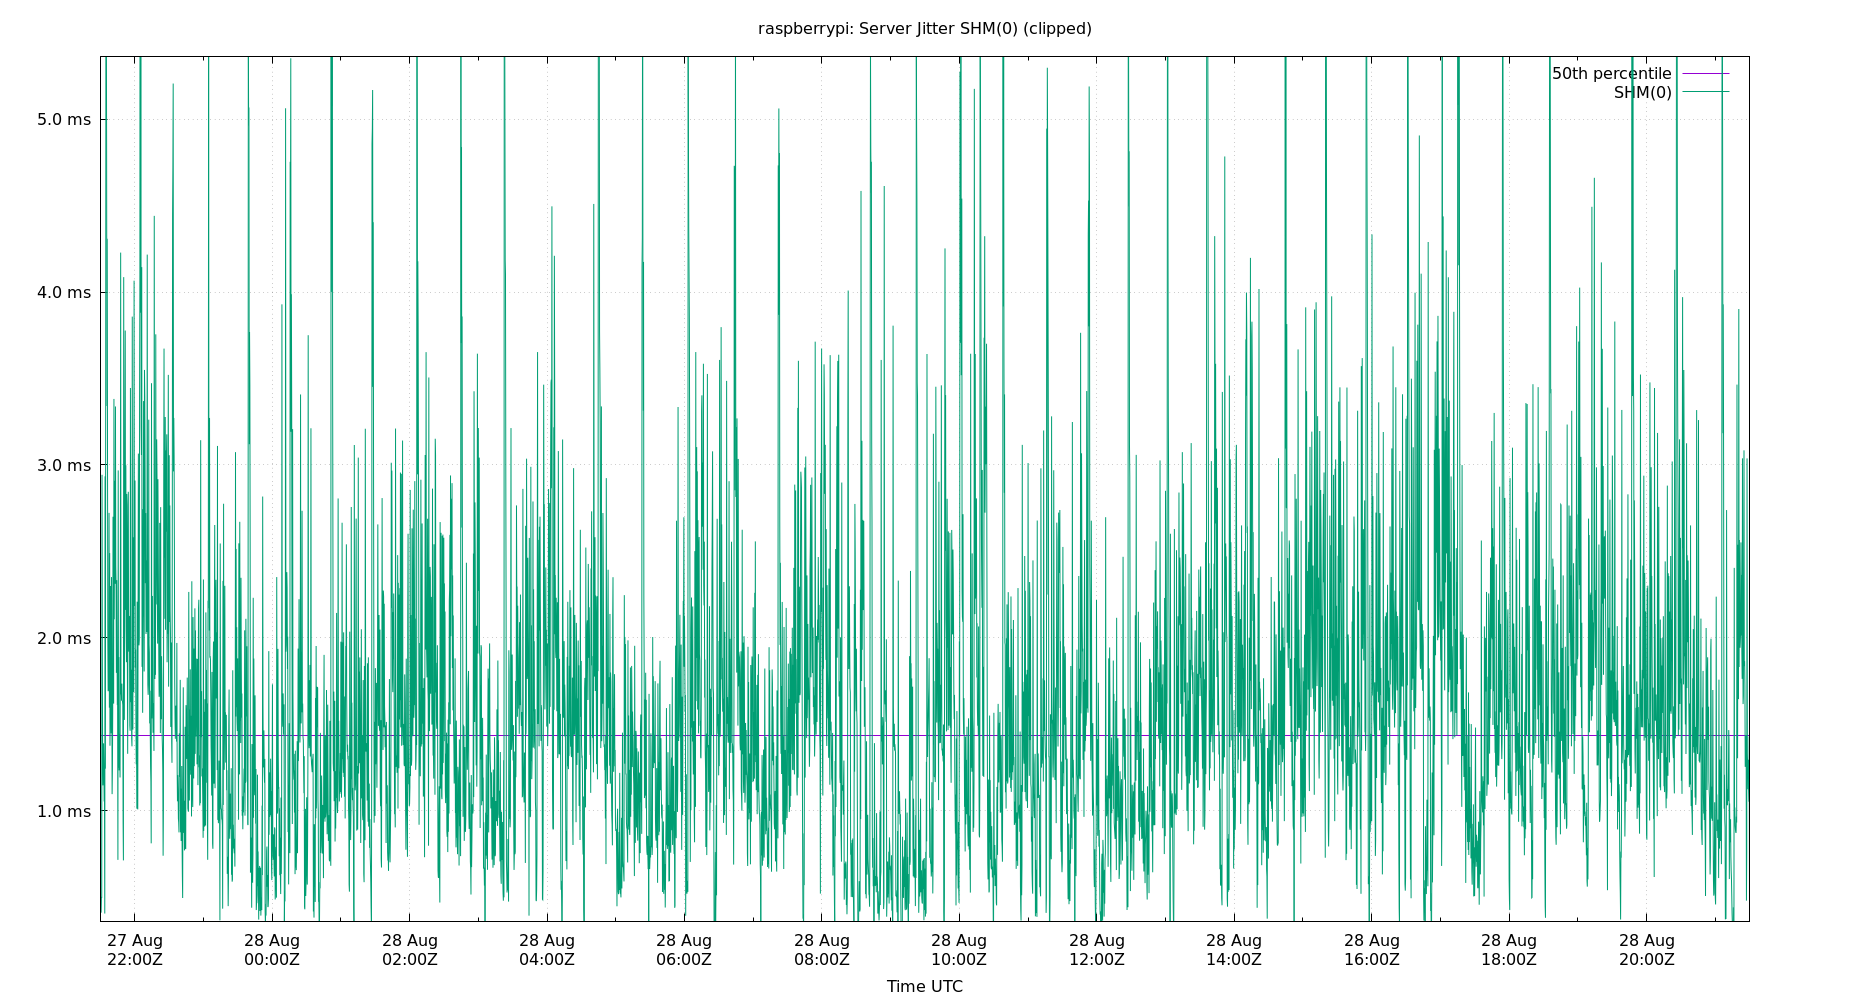 raspberrypi: Server Jitter SHM(0) (clipped)
50th percentile
SHM(0)
5.0 ms
4.0 ms
3.0 ms
2.0 ms
1.0 ms
27 Aug 28 Aug 28 Aug 28 Aug 28 Aug 28 Aug 28 Aug 28 Aug 28 Aug 28 Aug 28 Aug 28 Aug
22:00Z 00:00Z 02:00Z 04:00Z 06:00Z 08:00Z 10:00Z 12:00Z 14:00Z 16:00Z 18:00Z 20:00Z
Time UTC